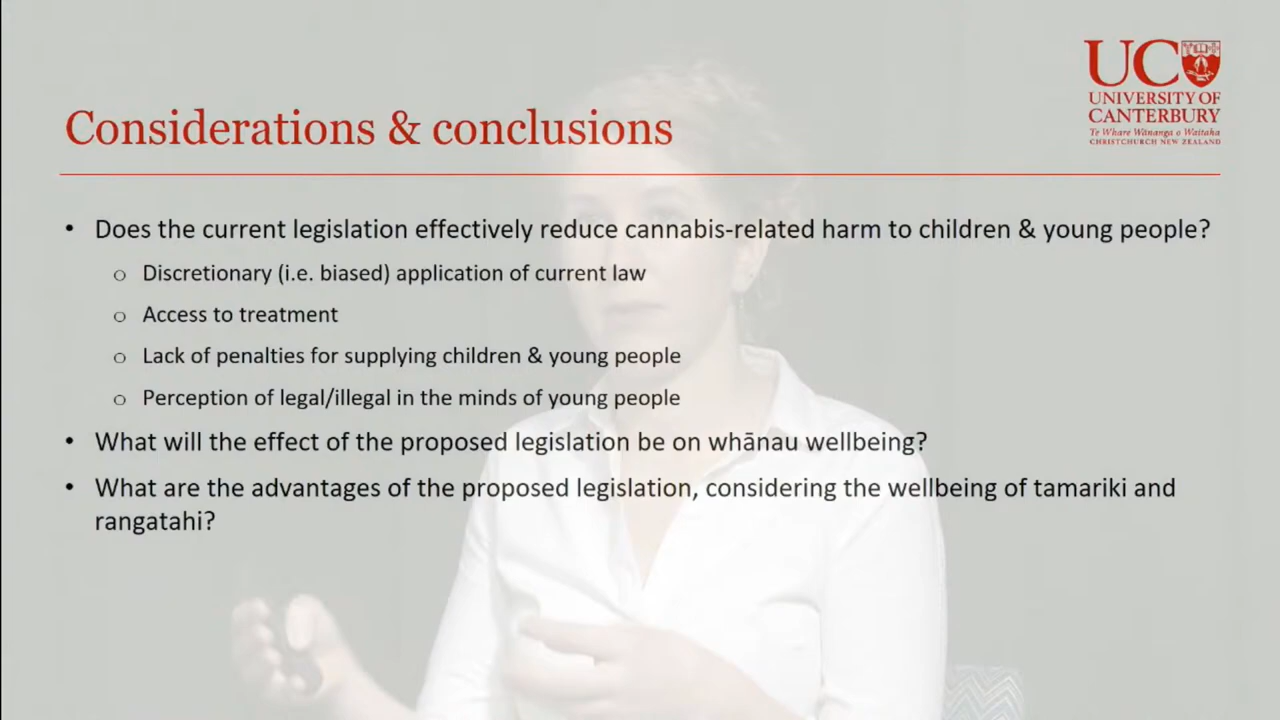 UC
UNIVERSITY OF
CANTERBURY
Te Whare Wānanga o Waitaha
CHRISTCHURCH NEW ZEALAND
Considerations & conclusions
• Does the current legislation effectively reduce cannabis-related harm to children & young people?
o Discretionary (i.e. biased) application of current law
o Access to treatment
o Lack of penalties for supplying children & young people
o Perception of legal/illegal in the minds of young people
• What will the effect of the proposed legislation be on whānau wellbeing?
• What are the advantages of the proposed legislation, considering the wellbeing of tamariki and
rangatahi?